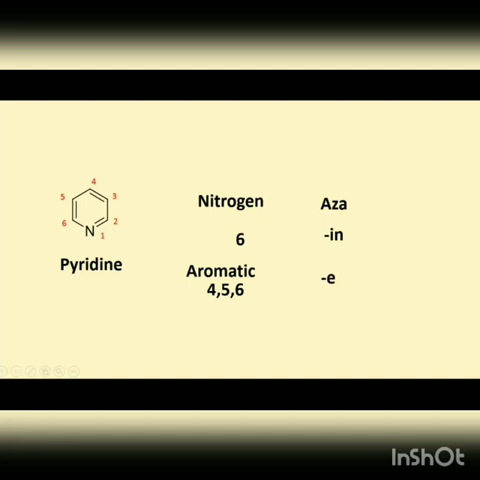 4
5
3
6
2
N
1
Pyridine
Nitrogen
Aza
6
-in
Aromatic
4,5,6
-e
InShOt